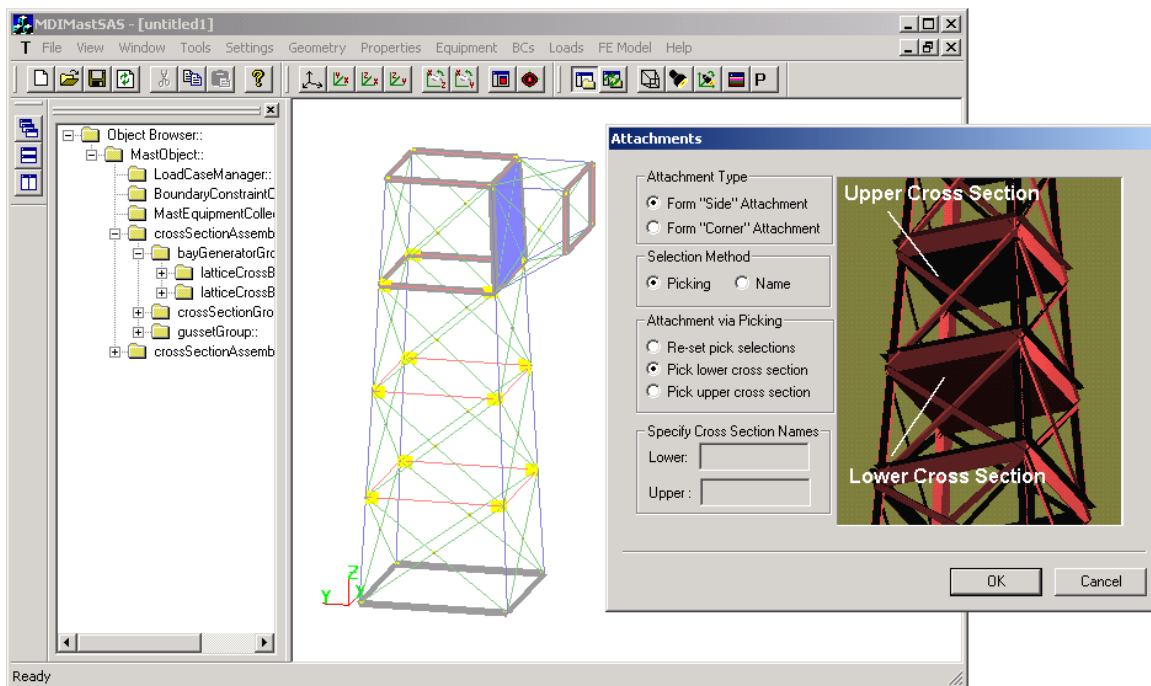 MDIMastSAS - [untitled1]
T File View Window Tools Settings Geometry Properties Equipment BCs Loads FE Model Help
P
Object Browser::
MastObject::
LoadCaseManager::
BoundaryConstraintC
MastEquipmentCollec
crossSectionAssemb
bayGeneratorGro
latticeCrossB
latticeCrossB
crossSectionGro
gussetGroup::
crossSectionAssemb
Z
Y
X
Attachments
Attachment Type
Form "Side" Attachment
Form "Corner" Attachment
Selection Method
Picking Name
Attachment via Picking
Re-set pick selections
Pick lower cross section
Pick upper cross section
Specify Cross Section Names
Lower:
Upper :
Upper Cross Section
Lower Cross Section
OK Cancel
Ready